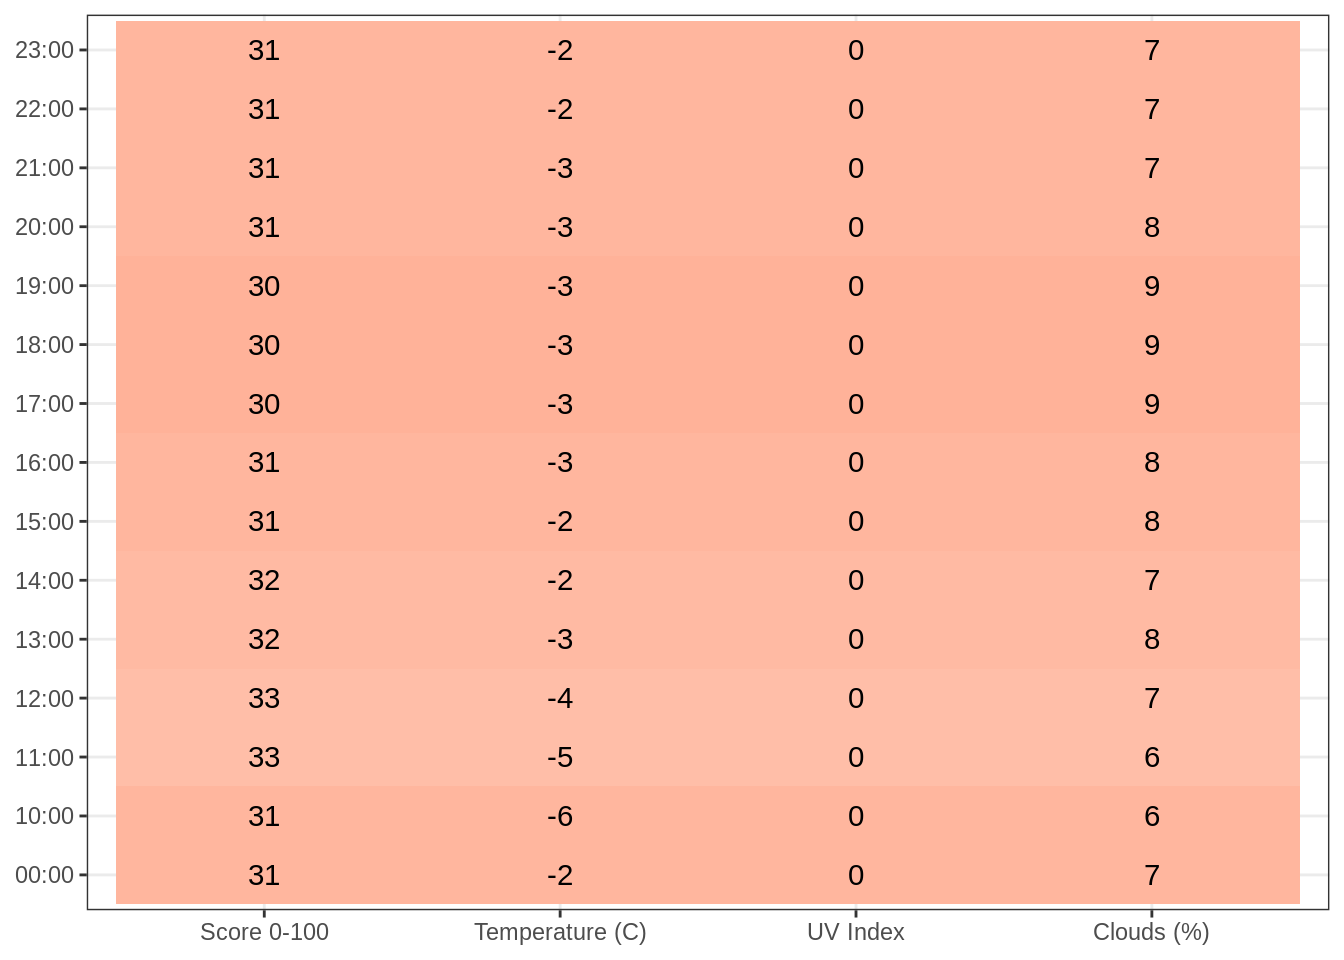 23:00 31 -2 0 7
22:00 31 -2 0 7
21:00 31 -3 0 7
20:00 31 -3 0 8
19:00 30 -3 0 9
18:00 30 -3 0 9
17:00 30 -3 0 9
16:00 31 -3 0 8
15:00 31 -2 0 8
14:00 32 -2 0 7
13:00 32 -3 0 8
12:00 33 -4 0 7
11:00 33 -5 0 6
10:00 31 -6 0 6
00:00 31 -2 0 7
Score 0-100 Temperature (C) UV Index Clouds (%)